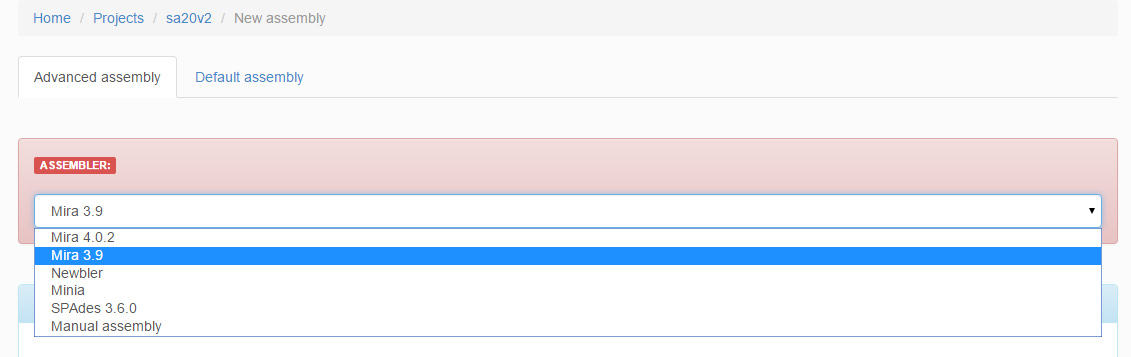 Home / Projects / sa20v2 / New assembly
Advanced assembly Default assembly
ASSEMBLER:
Mira 3.9
Mira 4.0.2
Mira 3.9
Newbler
Minia
SPAdes 3.6.0
Manual assembly